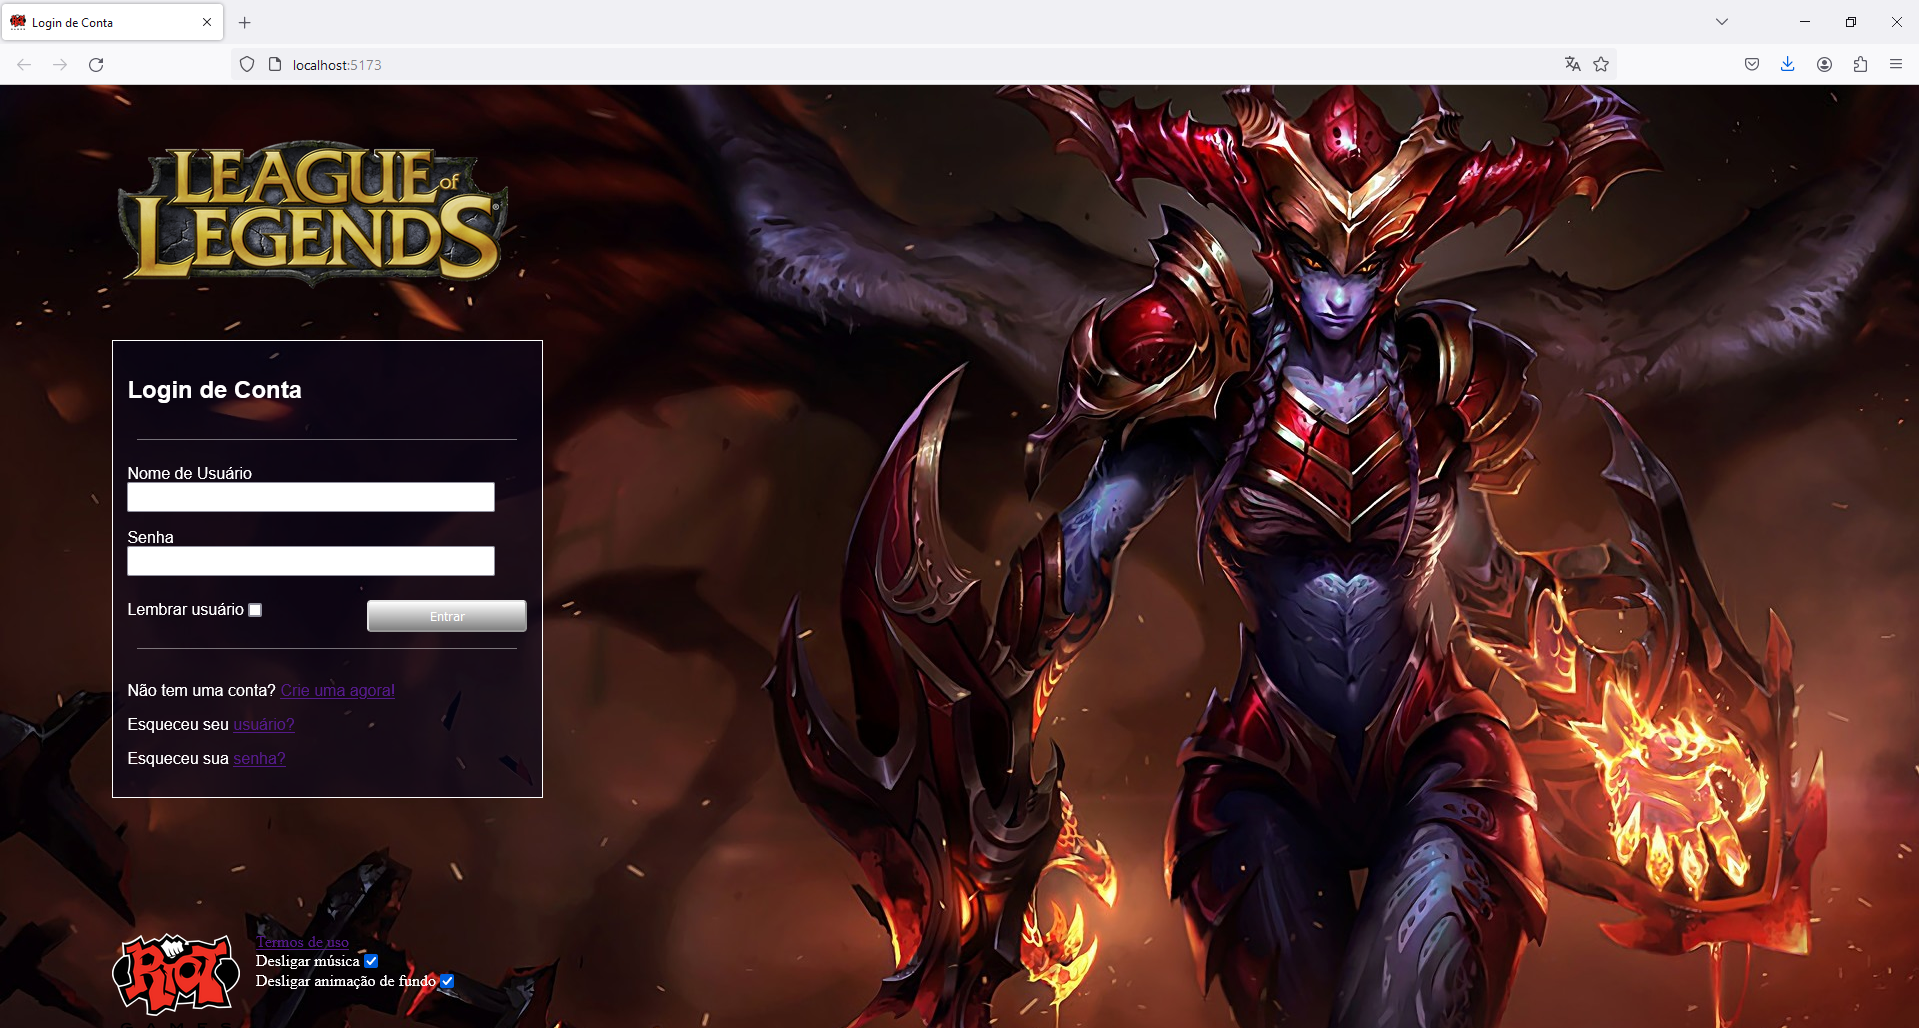 Login de Conta
localhost:5173
LEAGUE of
LEGENDS®
Login de Conta
Nome de Usuário
Senha
Lembrar usuário
Entrar
Não tem uma conta? Crie uma agora!
Esqueceu seu usuário?
Esqueceu sua senha?
RIOT
GAMES
Termos de uso
Desligar música
Desligar animação de fundo